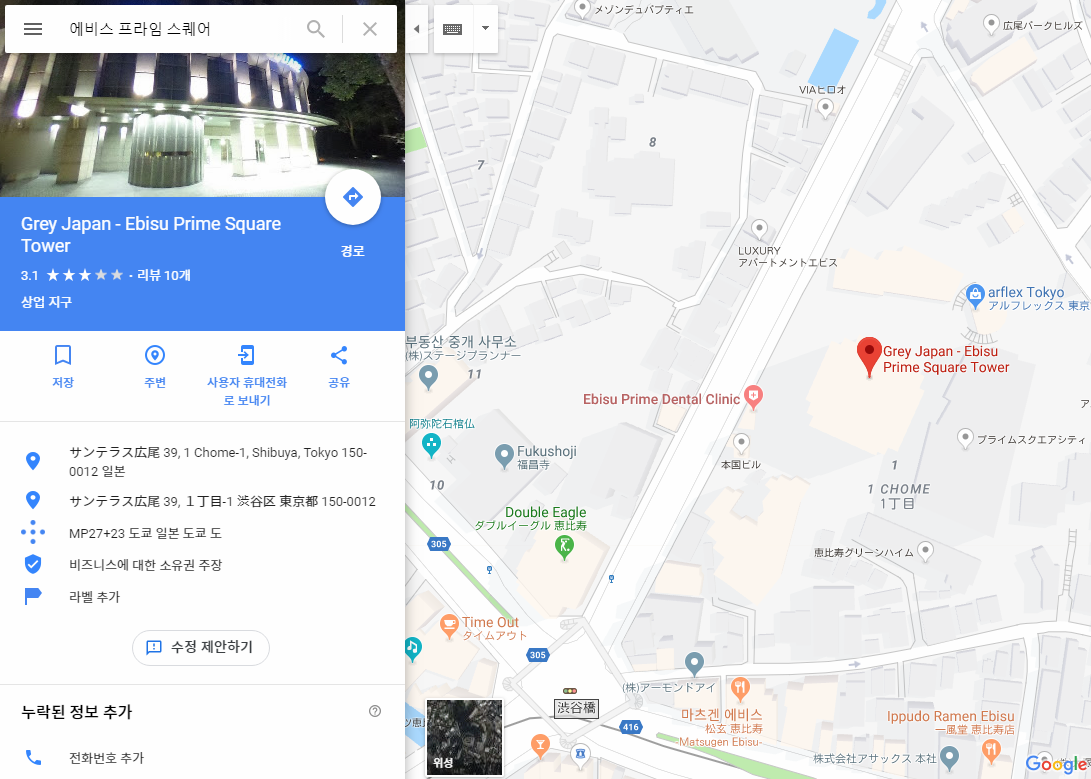 에비스 프라임 스퀘어
Grey Japan - Ebisu Prime Square
Tower
3.1
· 리뷰 10개
상업 지구
경로
저장
주변
사용자 휴대전화
로 보내기
공유
サンテラス広尾 39, 1 Chome-1, Shibuya, Tokyo 150-
0012 일본
サンテラス広尾 39, １丁目-1 渋谷区 東京都 150-0012
MP27+23 도쿄 일본 도쿄 도
비즈니스에 대한 소유권 주장
라벨 추가
수정 제안하기
누락된 정보 추가
전화번호 추가
メゾンデュパブティエ
広尾パークヒルズ
VIAヒロオ
8
7
LUXURY
アパートメントエビス
arflex Tokyo
アルフレックス 東京
부동산 중개 사무소
(株)ステージプランナー
11
Grey Japan - Ebisu
Prime Square Tower
Ebisu Prime Dental Clinic
阿弥陀石棺仏
Fukushoji
福昌寺
本国ビル
プライムスクエアシティ
10
1
1 CHOME
1丁目
Double Eagle
ダブルイーグル 恵比寿
305
恵比寿グリーンハイム
Time Out
タイムアウト
305
(株)アーモンドアイ
渋谷橋
416
마츠겐 에비스
松玄 恵比寿
Matsugen Ebisu-
Ippudo Ramen Ebisu
一風堂 恵比寿店
株式会社アサックス 本社
위성
Google